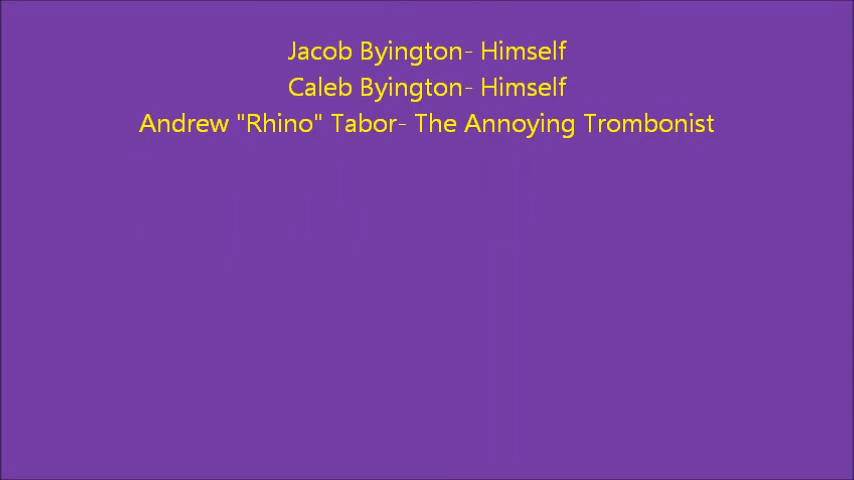 Jacob Byington- Himself
Caleb Byington- Himself
Andrew "Rhino" Tabor- The Annoying Trombonist